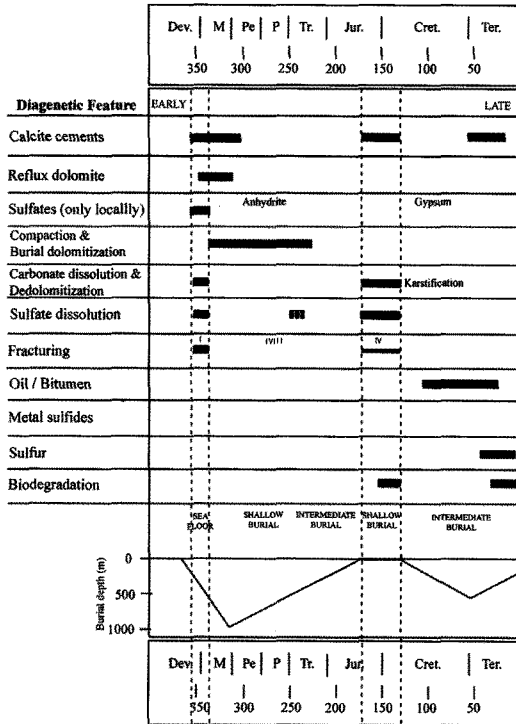 Dev. M Pe P Tr. Jur. Cret. Ter.
350 300 250 200 150 100 50
Diagenetic Feature EARLY LATE
Calcite cements
Reflux dolomite
Sulfates (only locallly) Anhydrite Gypsum
Compaction &
Burial dolomitization
Carbonate dissolution &
Dedolomitization Karstification
Sulfate dissolution
Fracturing I IV
Oil / Bitumen
Metal sulfides
Sulfur
Biodegradation
SEA FLOOR
SHALLOW BURIAL
INTERMEDIATE BURIAL
SHALLOW BURIAL
INTERMEDIATE BURIAL
Burial depth (m)
0
500
1000
Dev. M Pe P Tr. Jur. Cret. Ter.
350 300 250 200 150 100 50